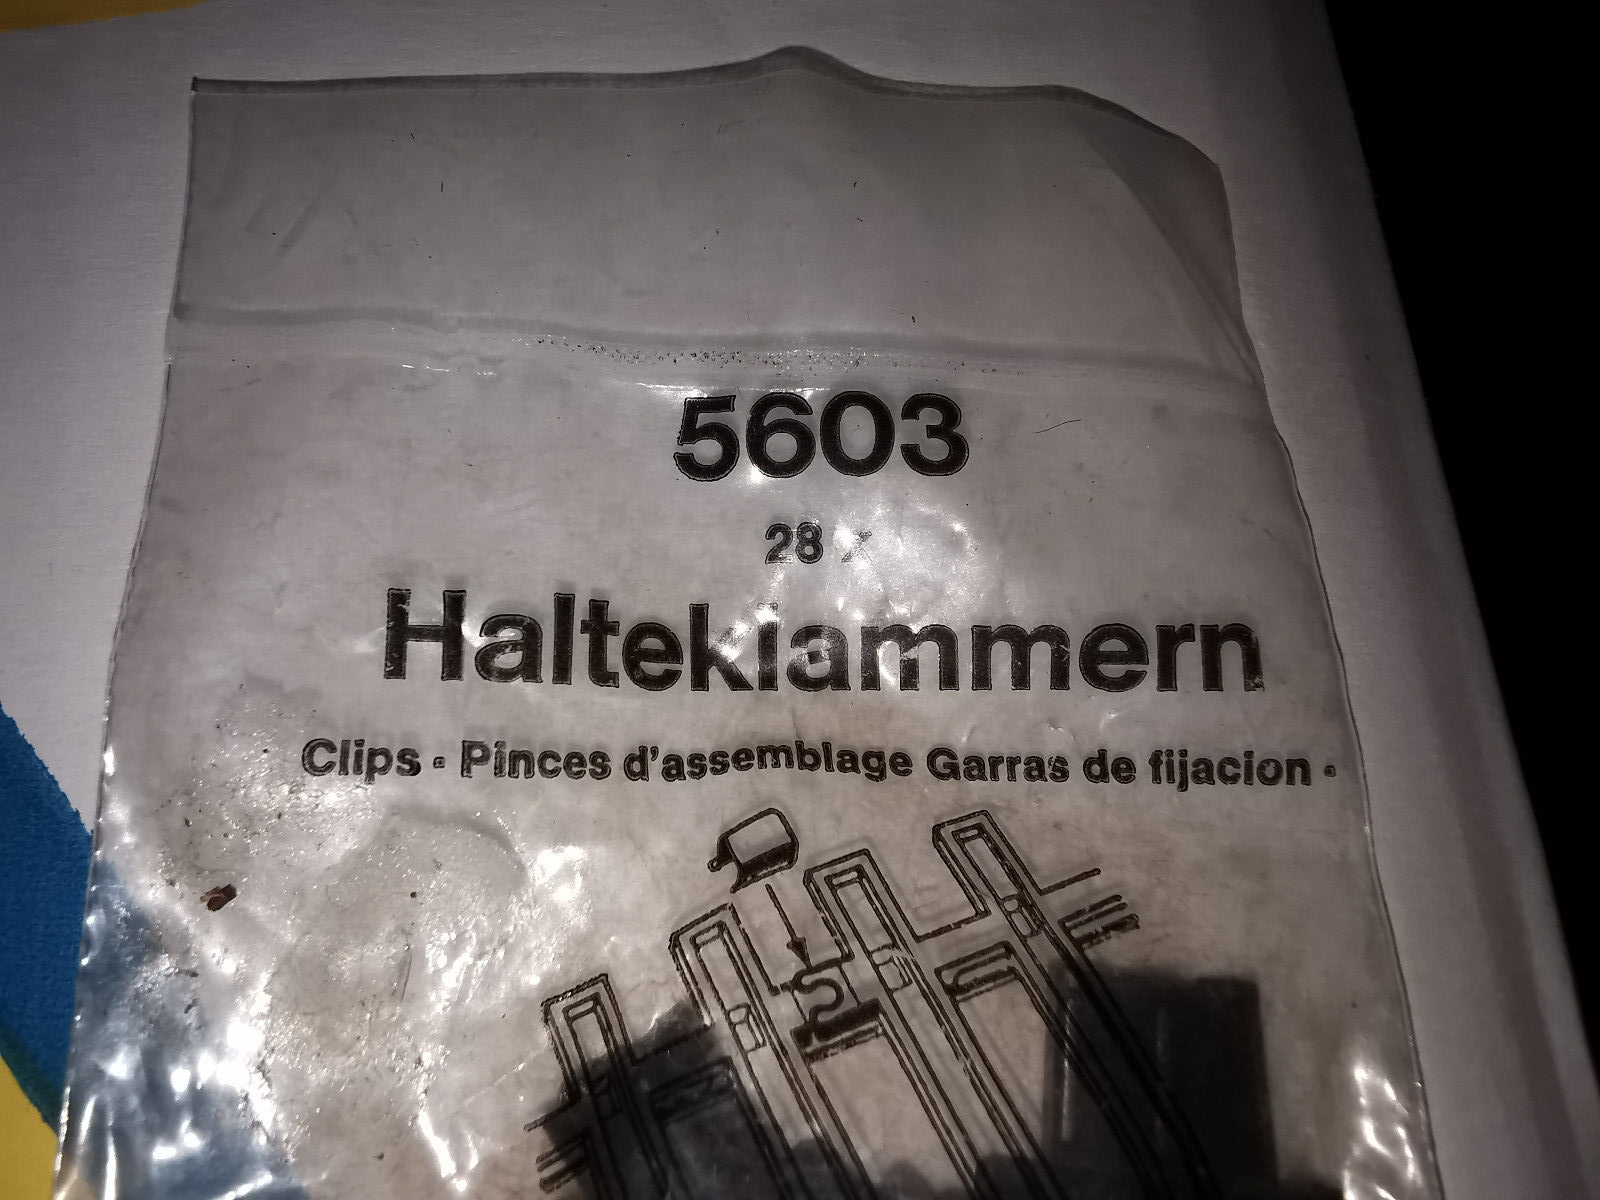 5603
28 x
Halteklammern
Clips · Pinces d'assemblage Garras de fijacion ·